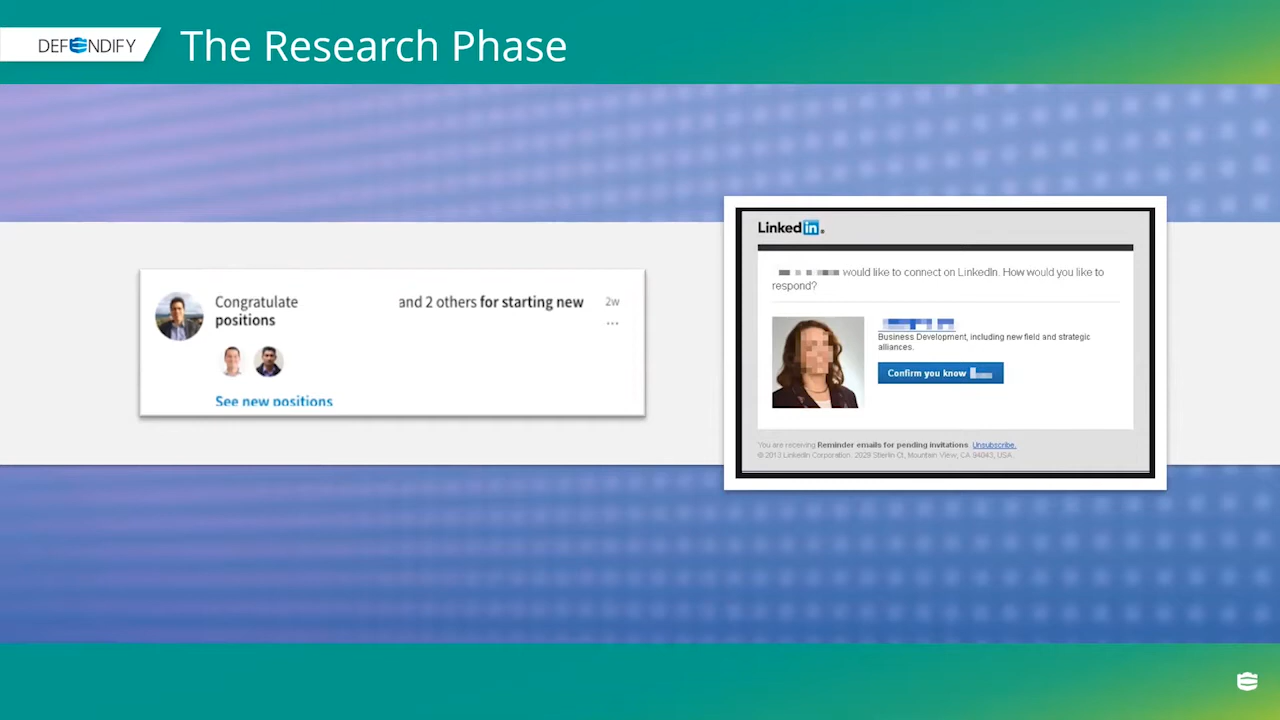 DEFENDIFY
The Research Phase
Congratulate and 2 others for starting new
positions
2w
...
See new positions
LinkedIn
would like to connect on LinkedIn. How would you like to
respond?
Business Development, including new field and strategic
alliances.
Confirm you know
You are receiving Reminder emails for pending invitations. Unsubscribe.
© 2013 LinkedIn Corporation. 2029 Stierlin Ct, Mountain View, CA 94043, USA.